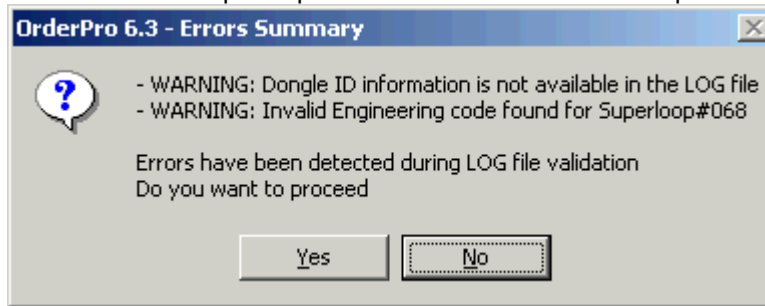 OrderPro 6.3 - Errors Summary
- WARNING: Dongle ID information is not available in the LOG file
- WARNING: Invalid Engineering code found for Superloop#068
Errors have been detected during LOG file validation
Do you want to proceed
Yes
No